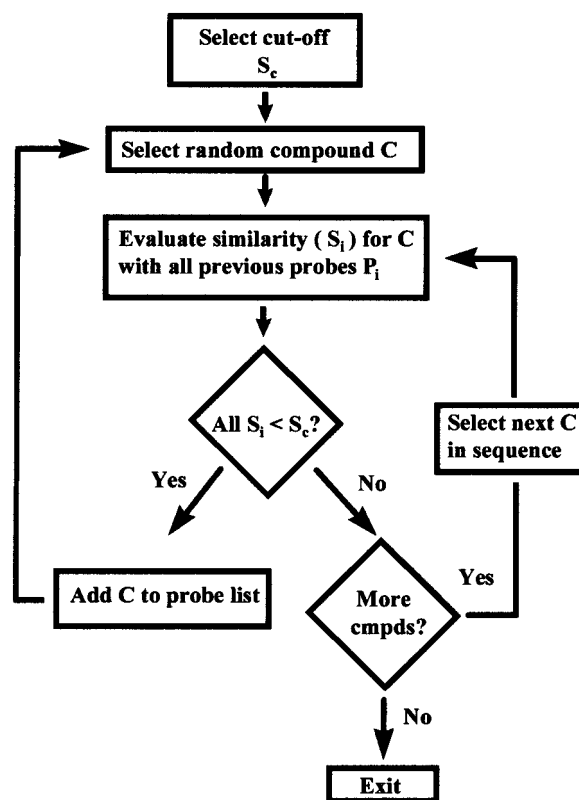 Select cut-off
Sc
Select random compound C
Evaluate similarity ( Si ) for C
with all previous probes Pi
All Si < Sc?
Select next C
in sequence
Yes
No
Add C to probe list
More
cmpds?
Yes
No
Exit